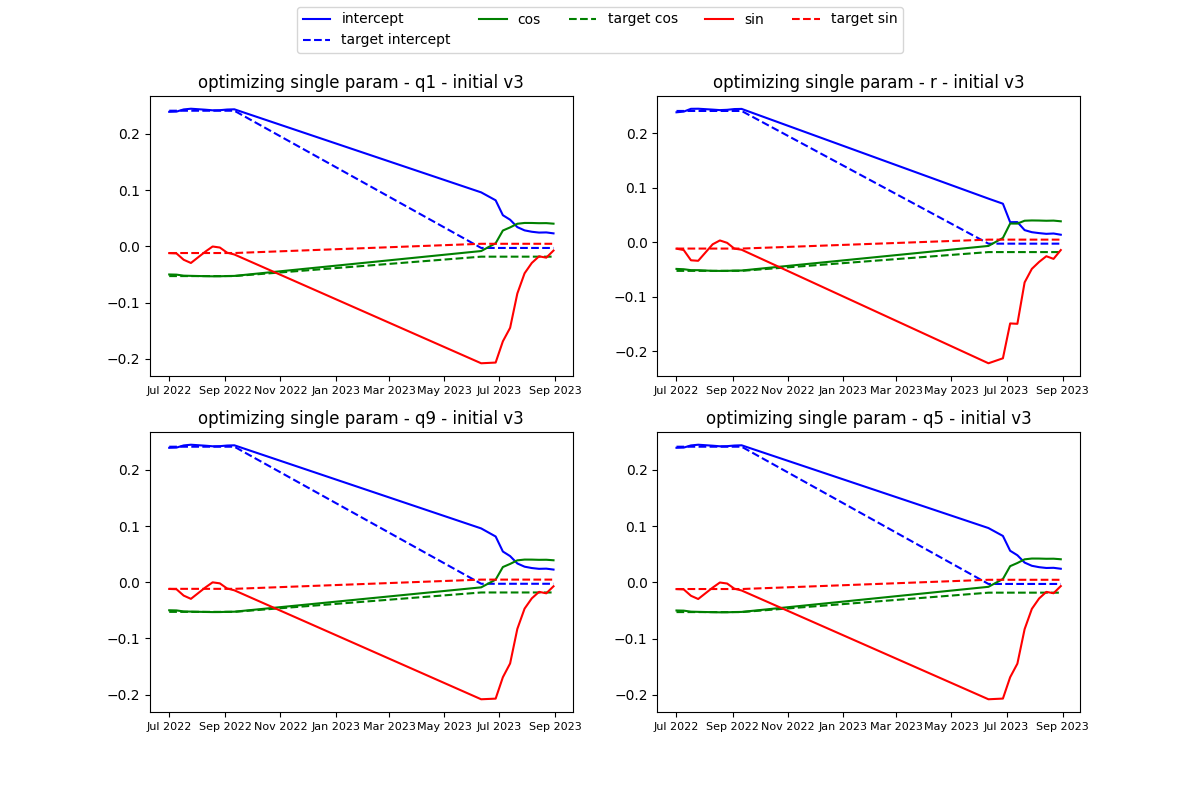 intercept cos target cos sin target sin
target intercept
optimizing single param - q1 - initial v3
0.2
0.1
0.0
−0.1
−0.2
Jul 2022 Sep 2022 Nov 2022 Jan 2023 Mar 2023 May 2023 Jul 2023 Sep 2023
optimizing single param - r - initial v3
0.2
0.1
0.0
−0.1
−0.2
Jul 2022 Sep 2022 Nov 2022 Jan 2023 Mar 2023 May 2023 Jul 2023 Sep 2023
optimizing single param - q9 - initial v3
0.2
0.1
0.0
−0.1
−0.2
Jul 2022 Sep 2022 Nov 2022 Jan 2023 Mar 2023 May 2023 Jul 2023 Sep 2023
optimizing single param - q5 - initial v3
0.2
0.1
0.0
−0.1
−0.2
Jul 2022 Sep 2022 Nov 2022 Jan 2023 Mar 2023 May 2023 Jul 2023 Sep 2023